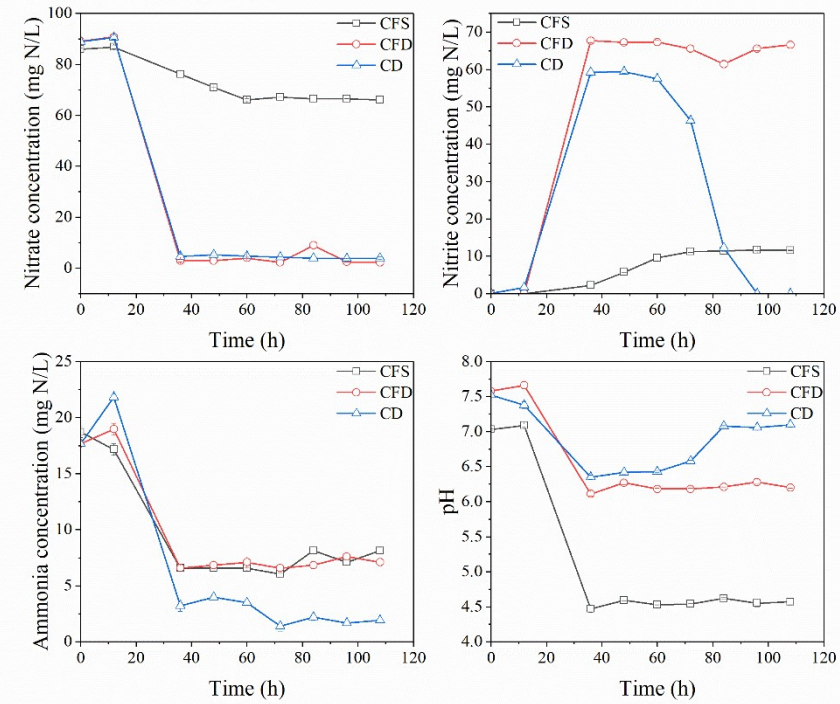 Nitrate concentration (mg N/L)
100
80
60
40
20
0
CFS
CFD
CD
0 20 40 60 80 100 120
Time (h)
Nitrite concentration (mg N/L)
70
60
50
40
30
20
10
0
CFS
CFD
CD
0 20 40 60 80 100 120
Time (h)
Ammonia concentration (mg N/L)
25
20
15
10
5
0
CFS
CFD
CD
0 20 40 60 80 100 120
Time (h)
pH
8.0
7.5
7.0
6.5
6.0
5.5
5.0
4.5
4.0
CFS
CFD
CD
0 20 40 60 80 100 120
Time (h)